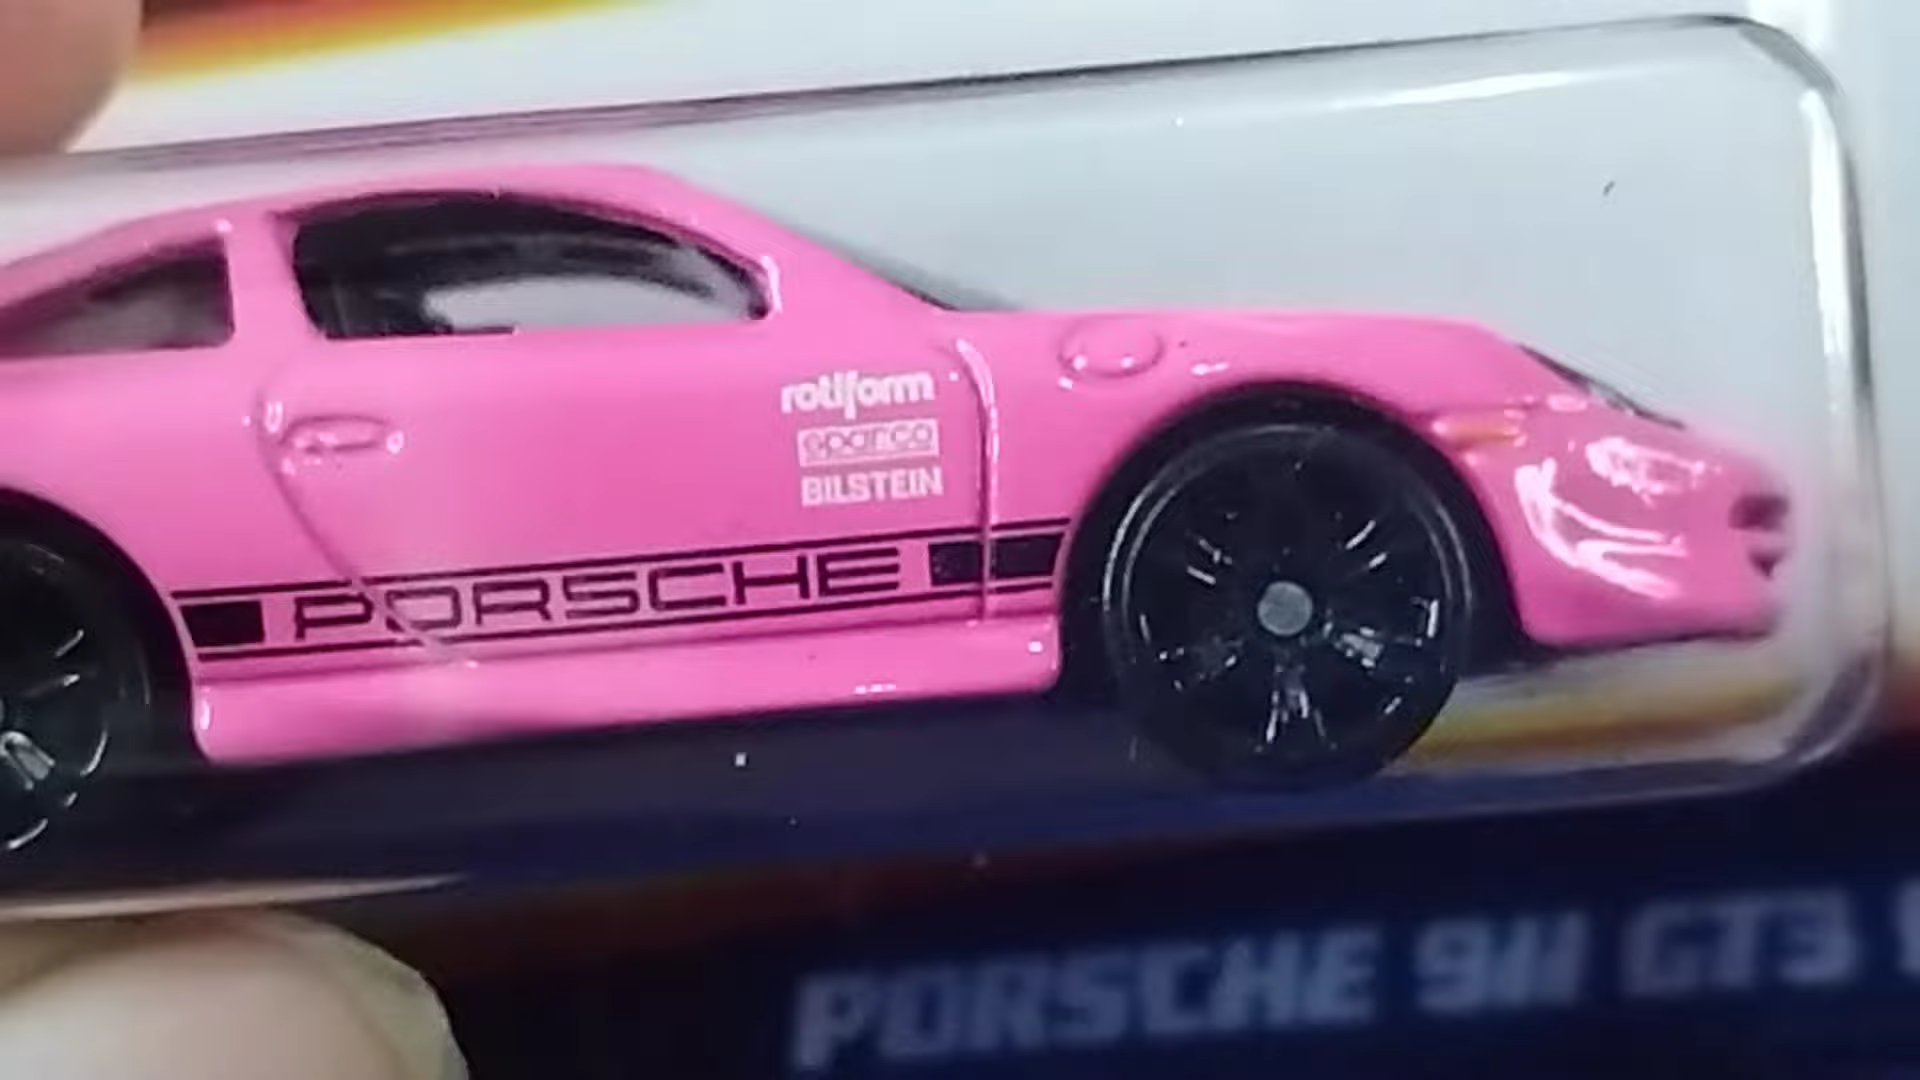 rotiform
sparco
BILSTEIN
PORSCHE
PORSCHE 911 GT3